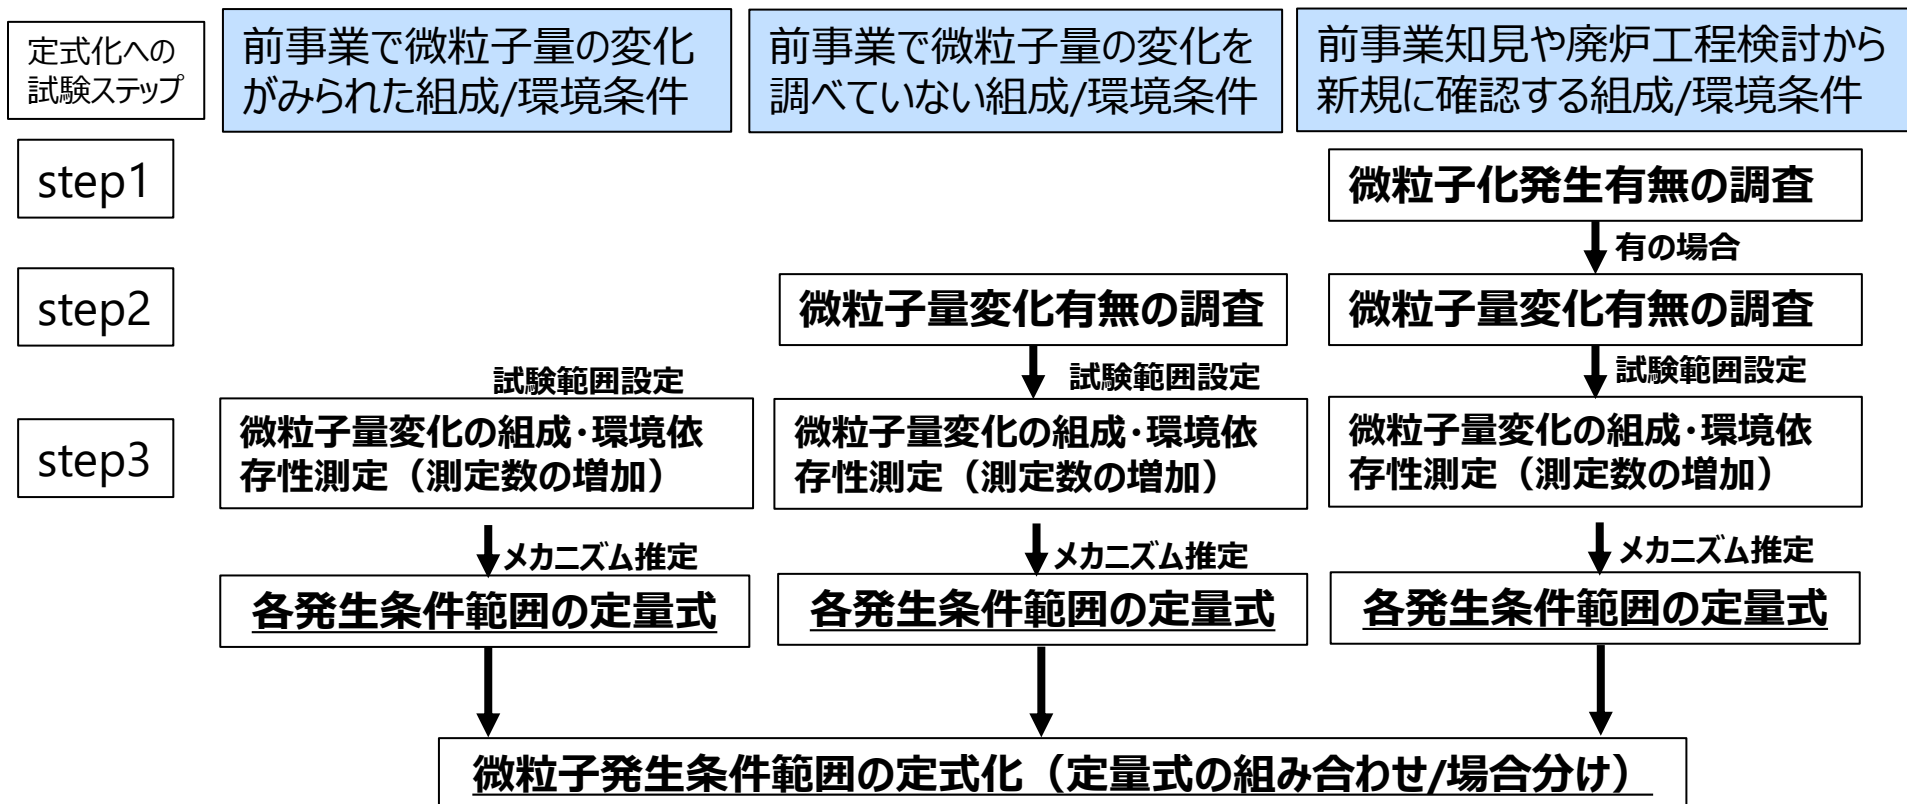 定式化への
試験ステップ
前事業で微粒子量の変化
がみられた組成/環境条件
前事業で微粒子量の変化を
調べていない組成/環境条件
前事業知見や廃炉工程検討から
新規に確認する組成/環境条件
step1
微粒子化発生有無の調査
有の場合
step2
微粒子量変化有無の調査
微粒子量変化有無の調査
試験範囲設定
試験範囲設定
試験範囲設定
step3
微粒子量変化の組成・環境依
存性測定（測定数の増加）
微粒子量変化の組成・環境依
存性測定（測定数の増加）
微粒子量変化の組成・環境依
存性測定（測定数の増加）
メカニズム推定
メカニズム推定
メカニズム推定
各発生条件範囲の定量式
各発生条件範囲の定量式
各発生条件範囲の定量式
微粒子発生条件範囲の定式化（定量式の組み合わせ/場合分け）